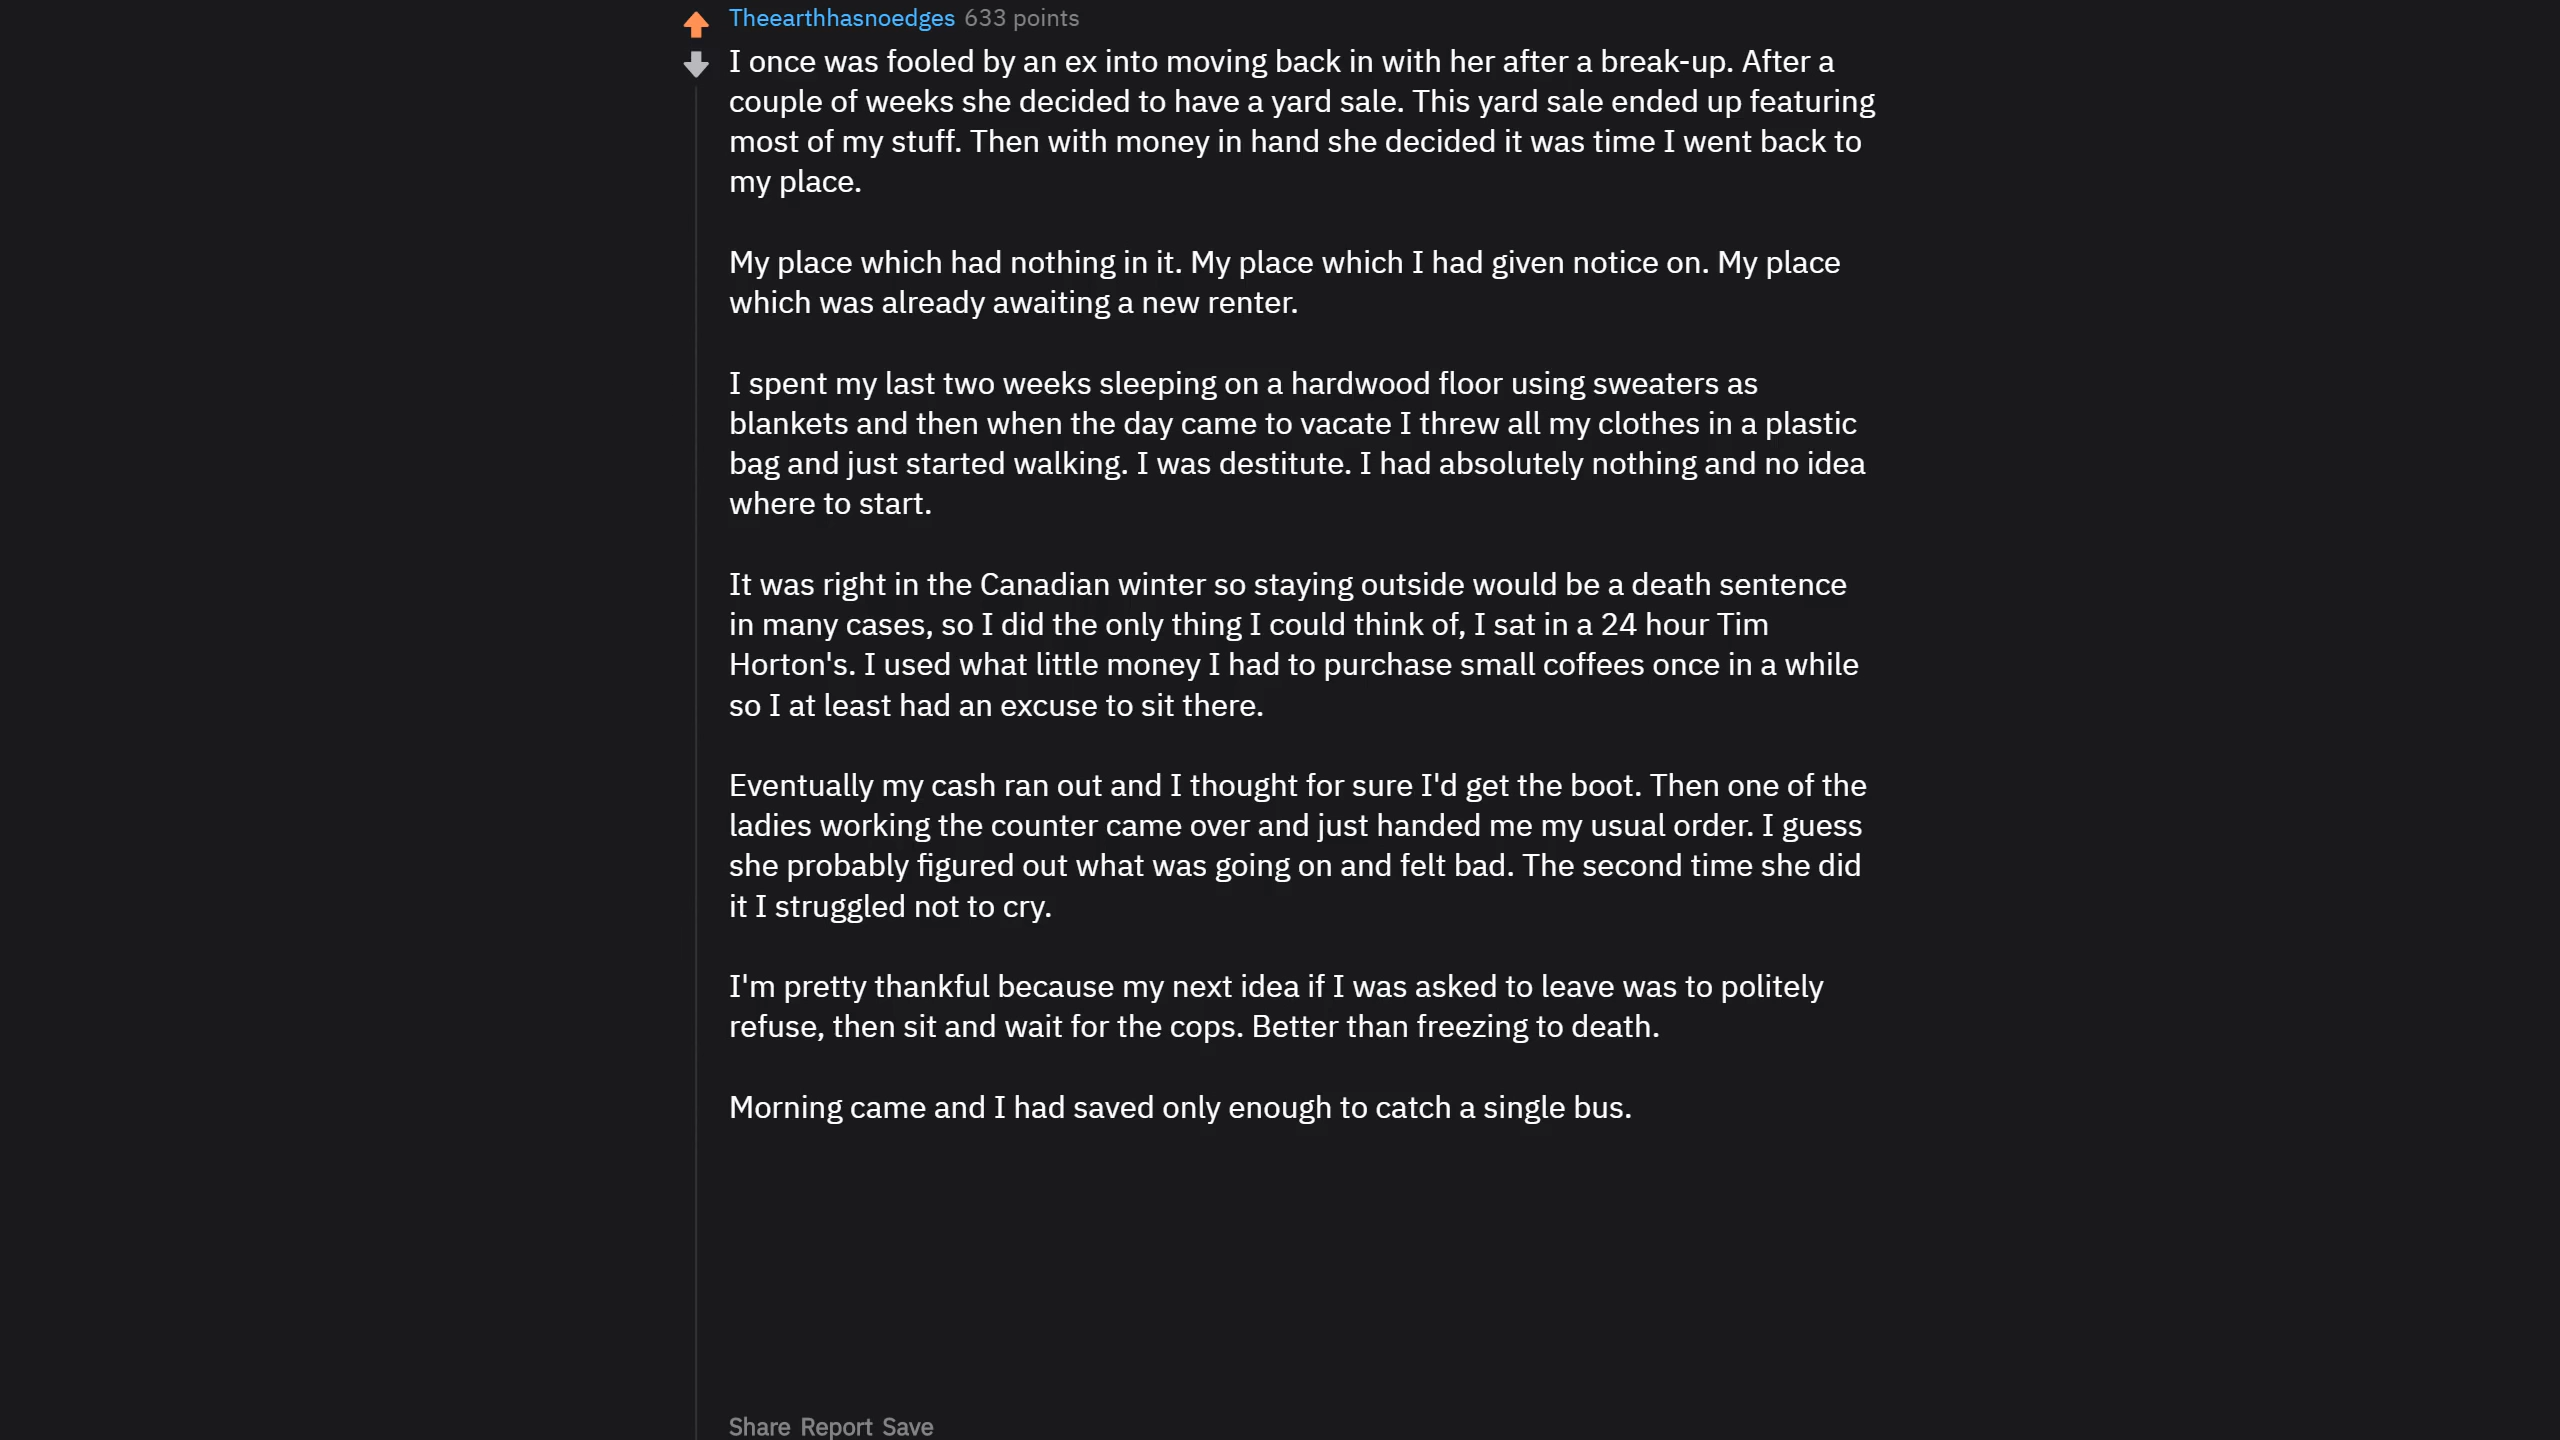 Theearthhasnoedges 633 points
I once was fooled by an ex into moving back in with her after a break-up. After a
couple of weeks she decided to have a yard sale. This yard sale ended up featuring
most of my stuff. Then with money in hand she decided it was time I went back to
my place.
My place which had nothing in it. My place which I had given notice on. My place
which was already awaiting a new renter.
I spent my last two weeks sleeping on a hardwood floor using sweaters as
blankets and then when the day came to vacate I threw all my clothes in a plastic
bag and just started walking. I was destitute. I had absolutely nothing and no idea
where to start.
It was right in the Canadian winter so staying outside would be a death sentence
in many cases, so I did the only thing I could think of, I sat in a 24 hour Tim
Horton's. I used what little money I had to purchase small coffees once in a while
so I at least had an excuse to sit there.
Eventually my cash ran out and I thought for sure I'd get the boot. Then one of the
ladies working the counter came over and just handed me my usual order. I guess
she probably figured out what was going on and felt bad. The second time she did
it I struggled not to cry.
I'm pretty thankful because my next idea if I was asked to leave was to politely
refuse, then sit and wait for the cops. Better than freezing to death.
Morning came and I had saved only enough to catch a single bus.
Share Report Save